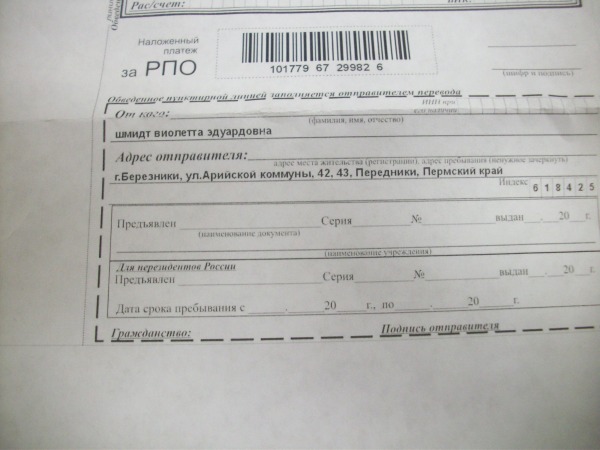 Рас/счет:
Наложенный
платеж
за РПО
101779 67 29982 6
(шифр и подпись)
Обведенное пунктирной линией заполняется отправителем перевода
ИНН при
его наличии
От кого:
(фамилия, имя, отчество)
шмидт виолетта эдуардовна
Адрес отправителя:
адрес места жительства (регистрации), адрес пребывания (ненужное зачеркнуть)
г.Березники, ул.Арийской коммуны, 42, 43, Передники, Пермский край
Индекс 618425
Предъявлен Серия № выдан . 20 г.
(наименование документа)
(наименование учреждения)
Для нерезидентов России
Предъявлен Серия № выдан . 20 г.
Дата срока пребывания с . 20 г., по . 20 г.
Гражданство: Подпись отправителя